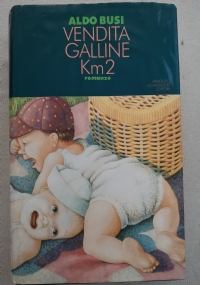 ALDO BUSI
VENDITA
GALLINE
Km2
romanzo